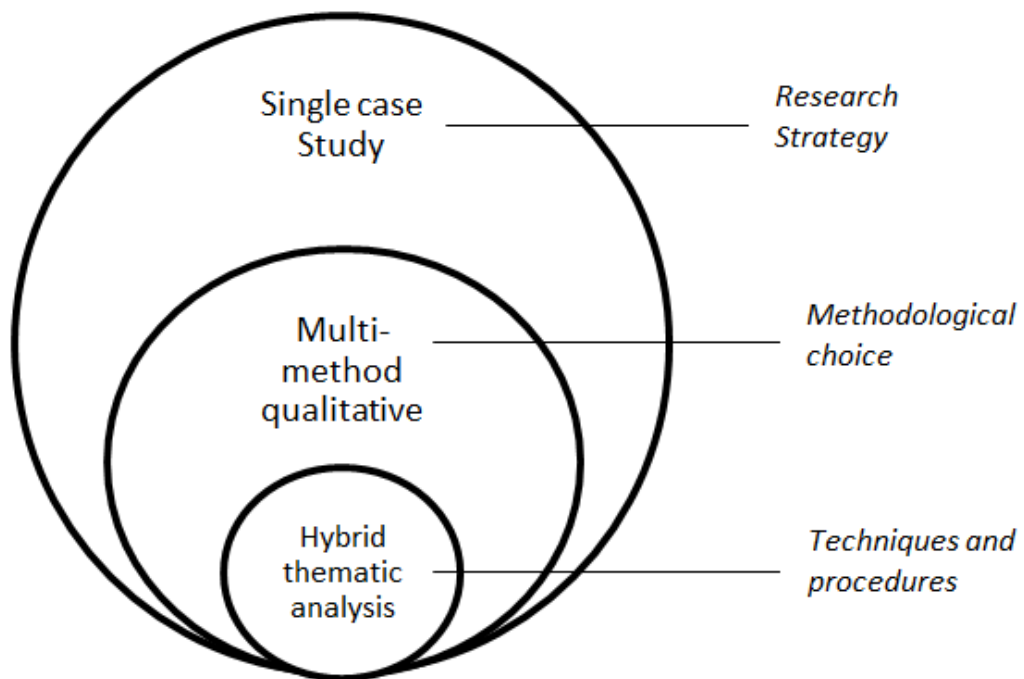 Single case
Study
Research
Strategy
Multi-
method
qualitative
Methodological
choice
Hybrid
thematic
analysis
Techniques and
procedures